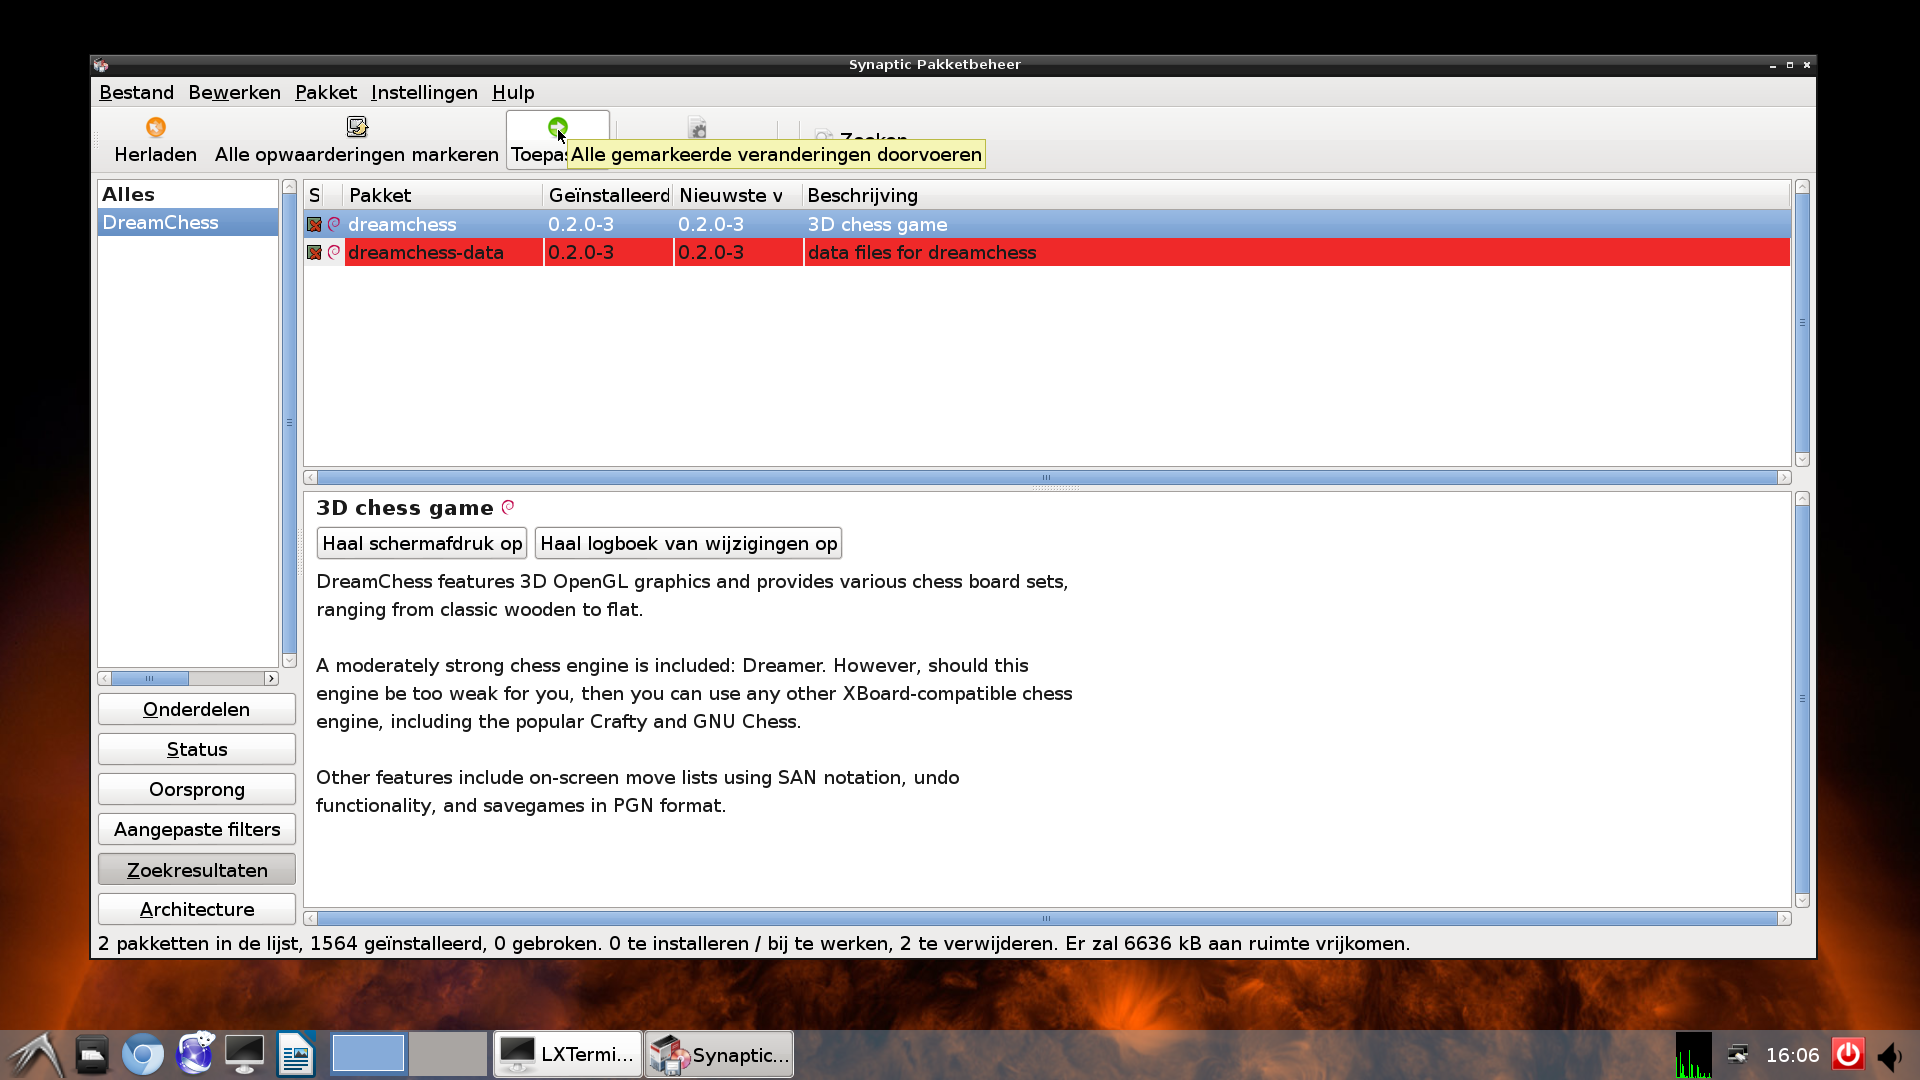 Synaptic Pakketbeheer
Bestand Bewerken Pakket Instellingen Hulp
Herladen Alle opwaarderingen markeren Alle gemarkeerde veranderingen doorvoeren
Alles
DreamChess
S Pakket Geïnstalleerd Nieuwste v Beschrijving
dreamchess 0.2.0-3 0.2.0-3 3D chess game
dreamchess-data 0.2.0-3 0.2.0-3 data files for dreamchess
3D chess game
Haal schermafdruk op Haal logboek van wijzigingen op
DreamChess features 3D OpenGL graphics and provides various chess board sets,
ranging from classic wooden to flat.
A moderately strong chess engine is included: Dreamer. However, should this
engine be too weak for you, then you can use any other XBoard-compatible chess
engine, including the popular Crafty and GNU Chess.
Other features include on-screen move lists using SAN notation, undo
functionality, and savegames in PGN format.
Onderdelen
Status
Oorsprong
Aangepaste filters
Zoekresultaten
Architecture
2 pakketten in de lijst, 1564 geïnstalleerd, 0 gebroken. 0 te installeren / bij te werken, 2 te verwijderen. Er zal 6636 kB aan ruimte vrijkomen.
LXTermi... Synaptic... 16:06